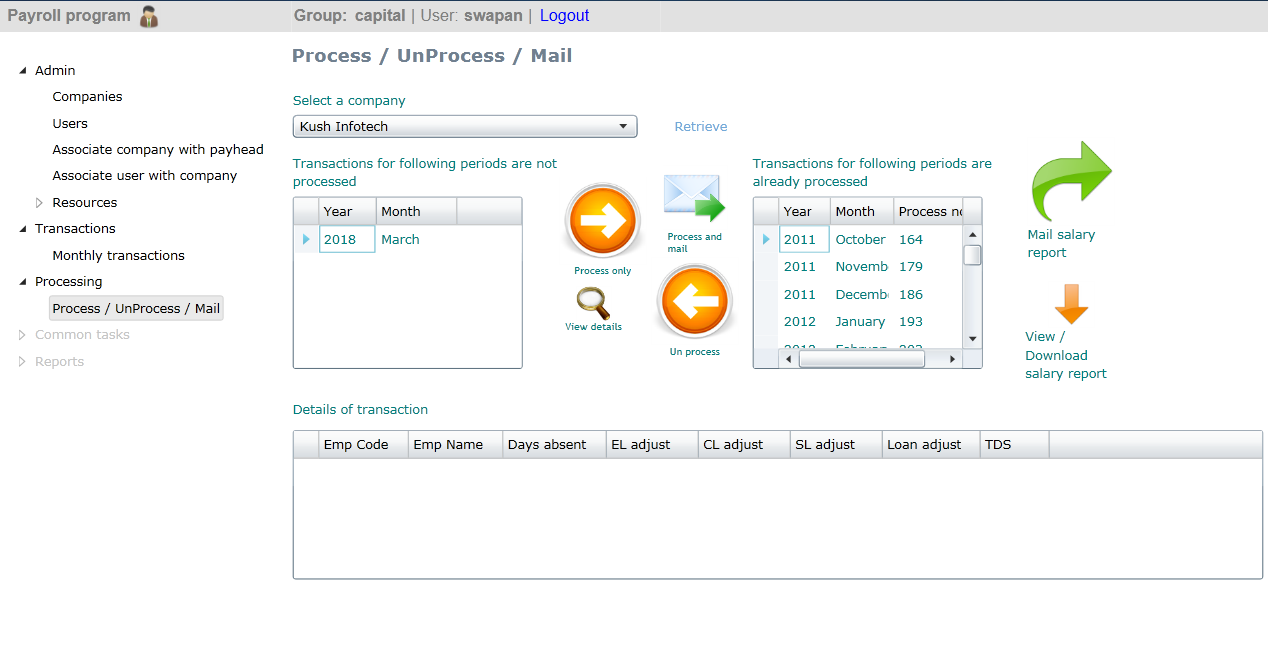 Payroll program
Group: capital | User: swapan | Logout
Process / UnProcess / Mail
Admin
Companies
Users
Associate company with payhead
Associate user with company
Resources
Transactions
Monthly transactions
Processing
Process / UnProcess / Mail
Common tasks
Reports
Select a company
Kush Infotech
Retrieve
Transactions for following periods are not
processed
Year Month
2018 March
Process only
View details
Process and
mail
Un process
Transactions for following periods are
already processed
Year Month Process no
2011 October 164
2011 Novemb 179
2011 Decemb 186
2012 January 193
2012 Februar 203
Mail salary
report
View /
Download
salary report
Details of transaction
Emp Code Emp Name Days absent EL adjust CL adjust SL adjust Loan adjust TDS